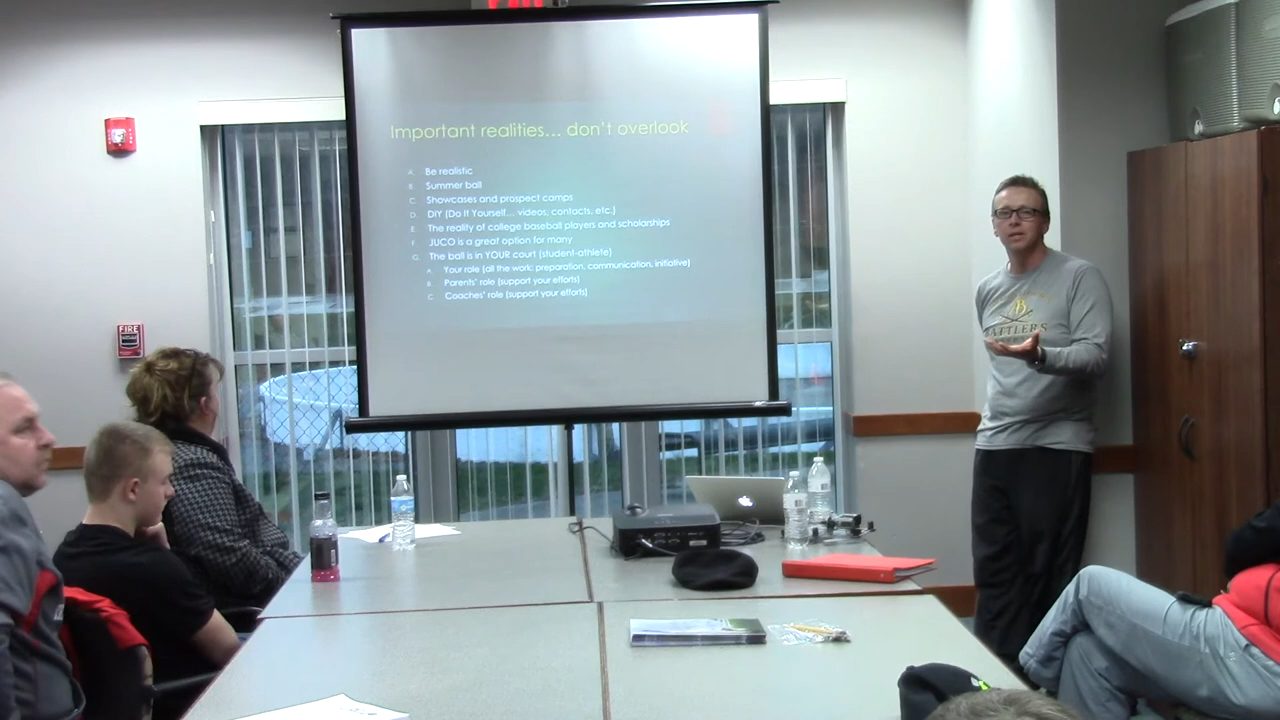 Important realities... don't overlook
A. Be realistic
B. Summer ball
C. Showcases and prospect camps
D. DIY (Do It Yourself... videos, contacts, etc.)
E. The reality of college baseball players and scholarships
F. JUCO is a great option for many
G. The ball is in YOUR court (student-athlete)
A. Your role (all the work: preparation, communication, initiative)
B. Parents' role (support your efforts)
C. Coaches' role (support your efforts)
FIRE
B
BATTLERS